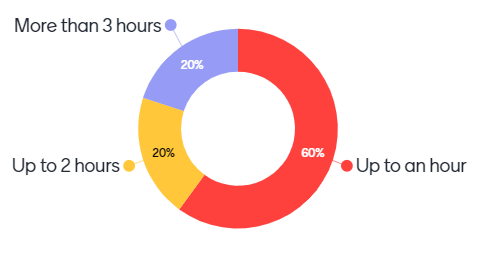 More than 3 hours
20%
20%
60%
Up to 2 hours
Up to an hour